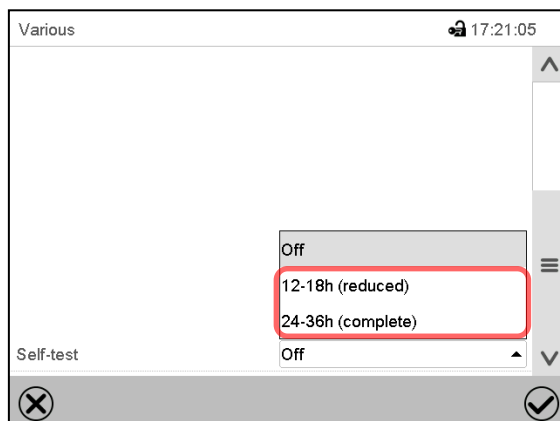 Various 17:21:05
Off
12-18h (reduced)
24-36h (complete)
Self-test Off